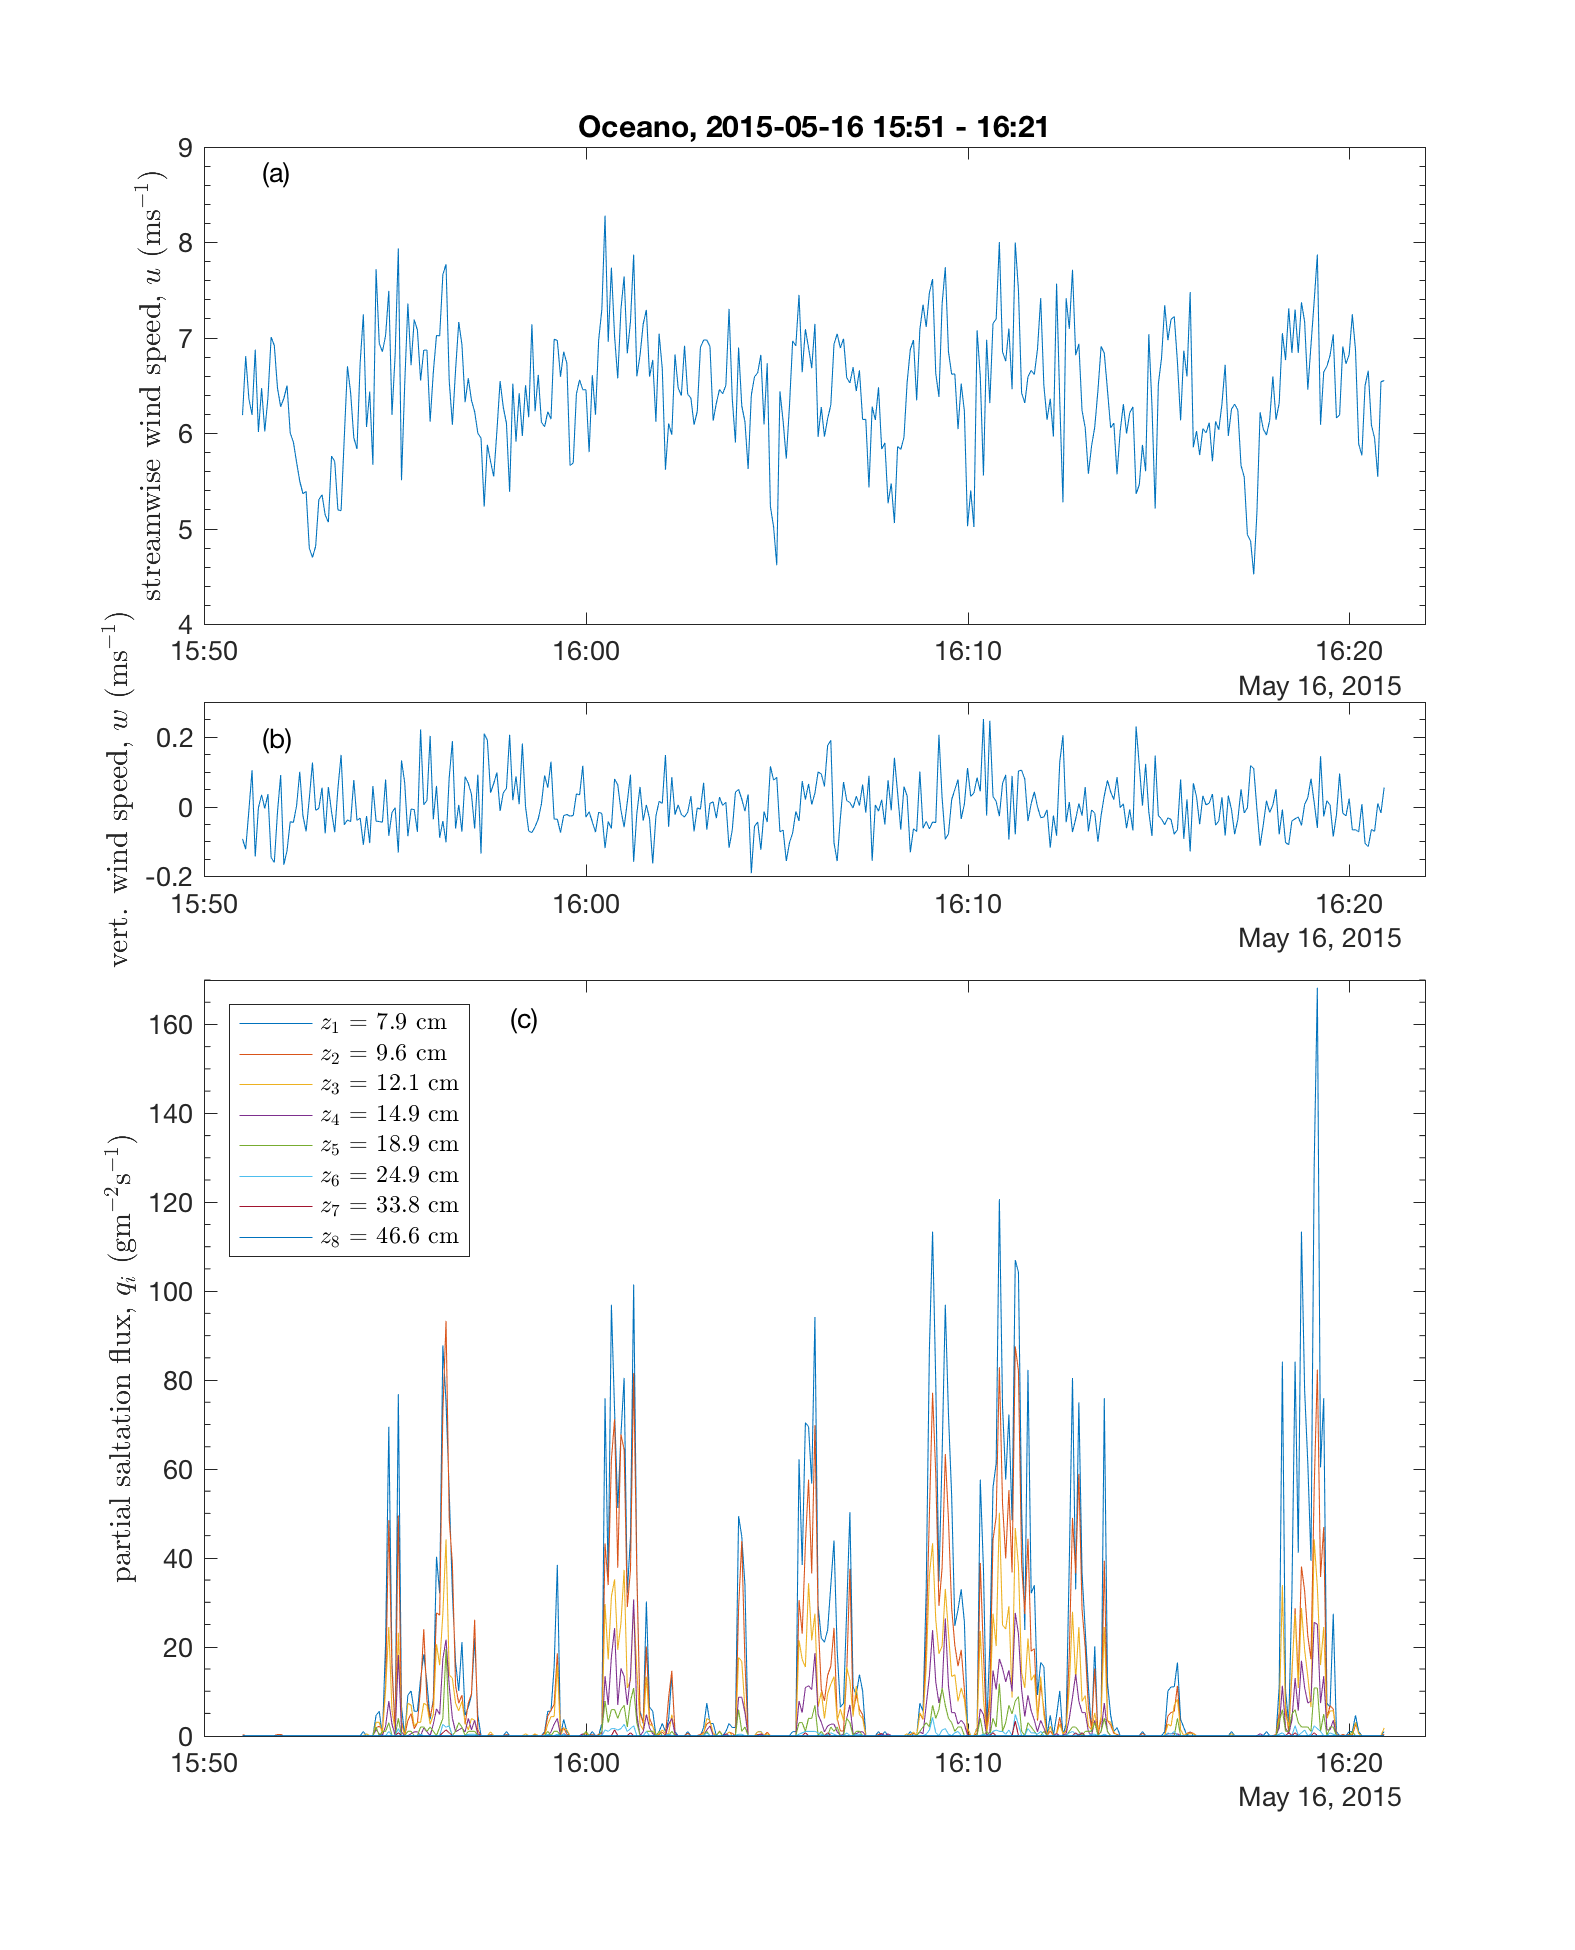 Oceano, 2015-05-16 15:51 - 16:21
(a)
streamwise wind speed, u (ms⁻¹)
9
8
7
6
5
4
15:50 16:00 16:10 16:20
May 16, 2015
(b)
vert. wind speed, w (ms⁻¹)
0.2
0
-0.2
15:50 16:00 16:10 16:20
May 16, 2015
(c)
partial saltation flux, qᵢ (gm⁻²s⁻¹)
160
140
120
100
80
60
40
20
0
z₁ = 7.9 cm
z₂ = 9.6 cm
z₃ = 12.1 cm
z₄ = 14.9 cm
z₅ = 18.9 cm
z₆ = 24.9 cm
z₇ = 33.8 cm
z₈ = 46.6 cm
15:50 16:00 16:10 16:20
May 16, 2015